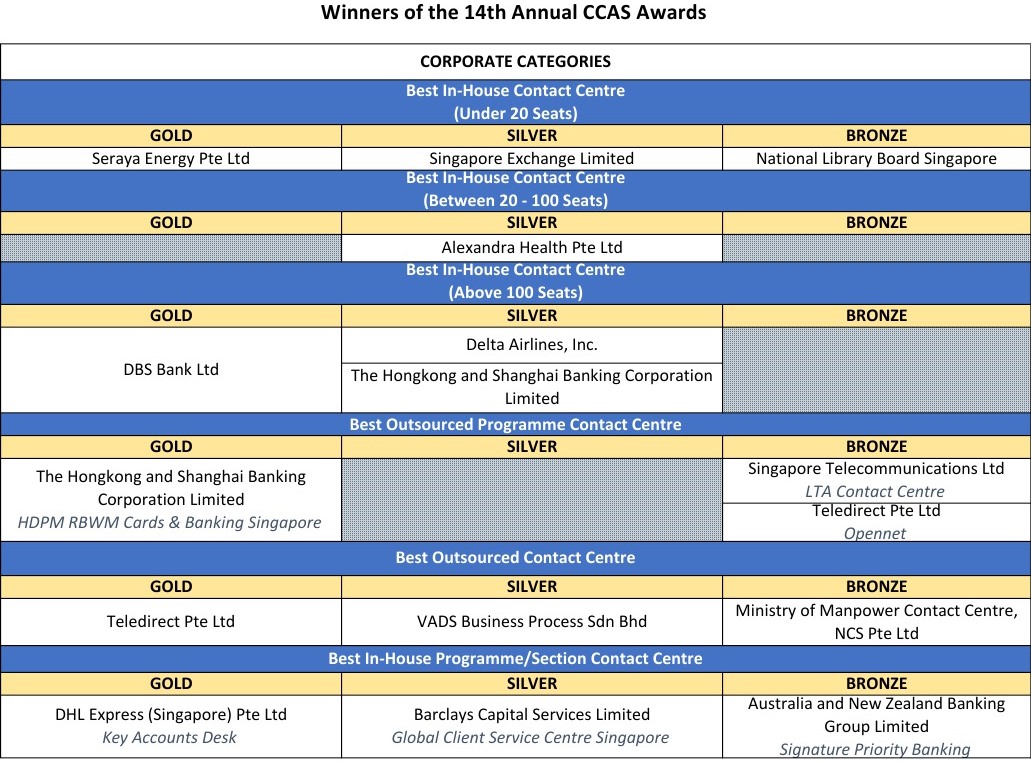 Winners of the 14th Annual CCAS Awards
CORPORATE CATEGORIES
Best In-House Contact Centre
(Under 20 Seats)
GOLD SILVER BRONZE
Seraya Energy Pte Ltd Singapore Exchange Limited National Library Board Singapore
Best In-House Contact Centre
(Between 20 - 100 Seats)
GOLD SILVER BRONZE
Alexandra Health Pte Ltd
Best In-House Contact Centre
(Above 100 Seats)
GOLD SILVER BRONZE
DBS Bank Ltd
Delta Airlines, Inc.
The Hongkong and Shanghai Banking Corporation
Limited
Best Outsourced Programme Contact Centre
GOLD SILVER BRONZE
The Hongkong and Shanghai Banking
Corporation Limited
HDPM RBWM Cards & Banking Singapore
Singapore Telecommunications Ltd
LTA Contact Centre
Teledirect Pte Ltd
Opennet
Best Outsourced Contact Centre
GOLD SILVER BRONZE
Teledirect Pte Ltd
VADS Business Process Sdn Bhd
Ministry of Manpower Contact Centre,
NCS Pte Ltd
Best In-House Programme/Section Contact Centre
GOLD SILVER BRONZE
DHL Express (Singapore) Pte Ltd
Key Accounts Desk
Barclays Capital Services Limited
Global Client Service Centre Singapore
Australia and New Zealand Banking
Group Limited
Signature Priority Banking